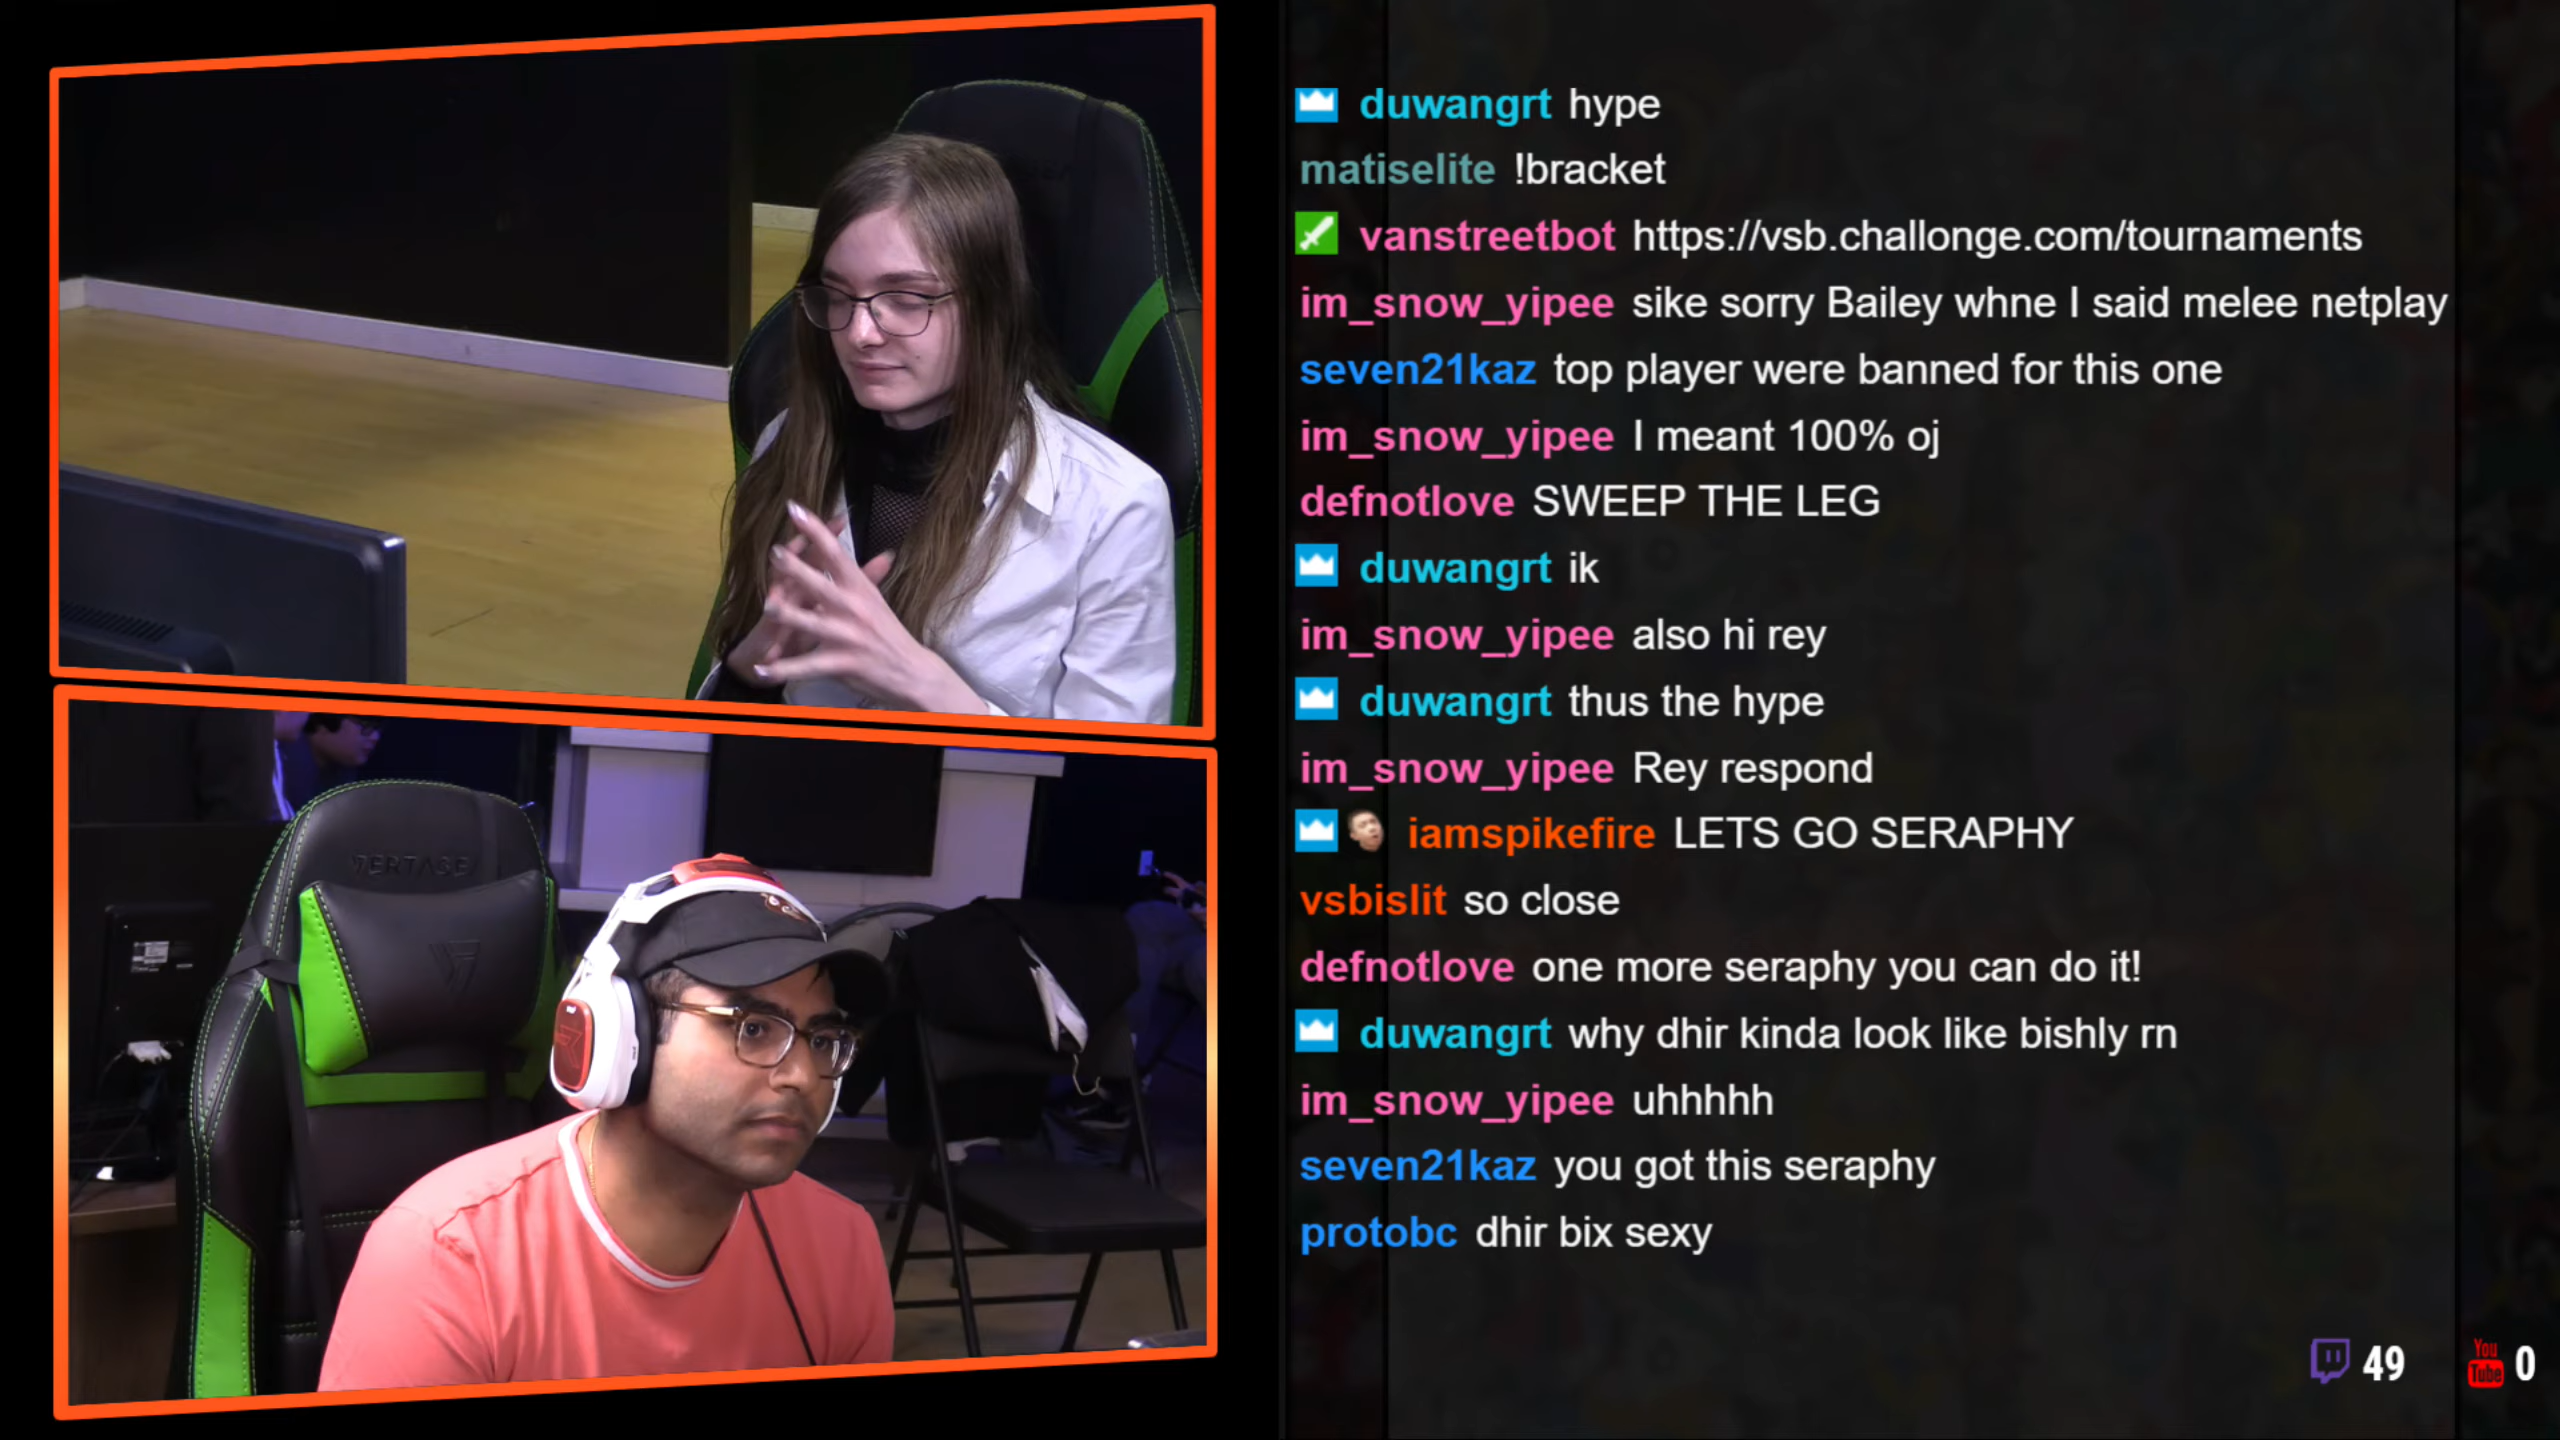 duwangrt hype
matiselite !bracket
vanstreetbot https://vsb.challonge.com/tournaments
im_snow_yipee sike sorry Bailey whne I said melee netplay
seven21kaz top player were banned for this one
im_snow_yipee I meant 100% oj
defnotlove SWEEP THE LEG
duwangrt ik
im_snow_yipee also hi rey
duwangrt thus the hype
im_snow_yipee Rey respond
iamspikefire LETS GO SERAPHY
vsbislit so close
defnotlove one more seraphy you can do it!
duwangrt why dhir kinda look like bishly rn
im_snow_yipee uhhhhh
seven21kaz you got this seraphy
protobc dhir bix sexy
49
You
Tube 0
VERTAGEAR